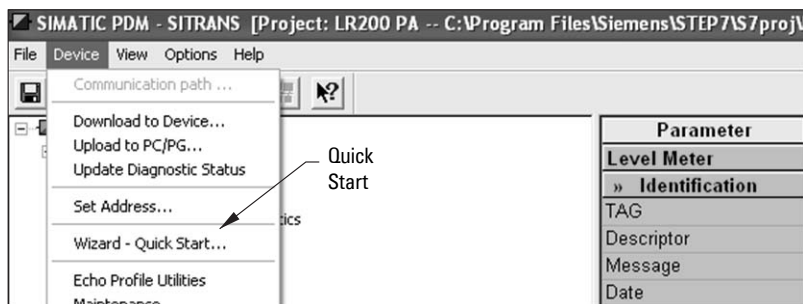 SIMATIC PDM - SITRANS [Project: LR200 PA -- C:\Program Files\Siemens\STEP7\S7proj\
File Device View Options Help
Communication path ...
Download to Device...
Upload to PC/PG...
Update Diagnostic Status
Set Address...
Wizard - Quick Start...
Echo Profile Utilities
Maintenance
Quick
Start
tics
Parameter
Level Meter
» Identification
TAG
Descriptor
Message
Date